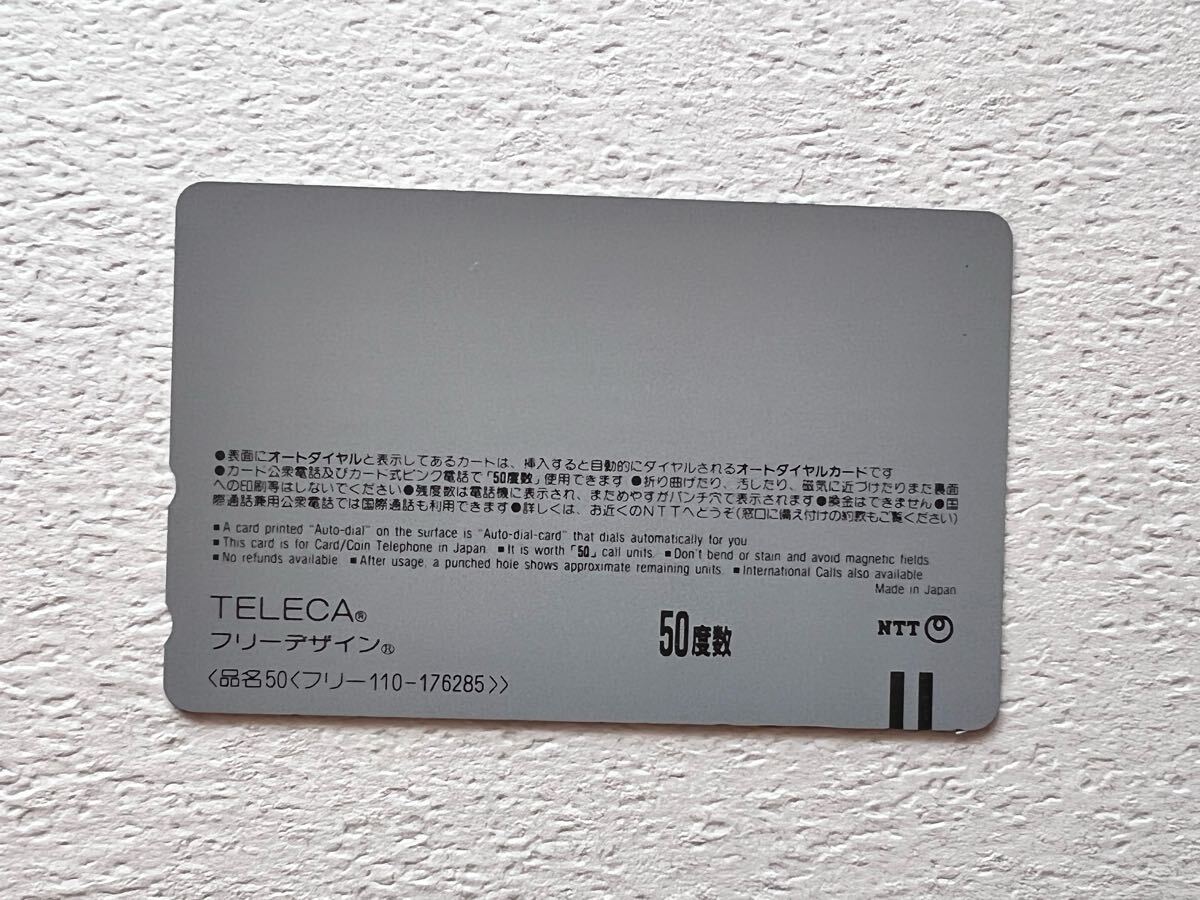 ●表面にオートダイヤルと表示してあるカートは、挿入すると目動的にダイヤルされるオートダイヤルカードです
●カード公衆電話及びカード式ピンク電話で「50度数」使用できます●折り曲げたり、汚したり、磁気に近づけたりまた裏面
への印刷等はしないでください●残度数は電話機に表示され、まためやすがパンチ穴で表示されます●換金はできません●国
際通話兼用公衆電話では国際通話も利用できます●詳しくは、お近くのNTTへどうぞ(窓口に備え付けの約款もご覧ください)
■A card printed "Auto-dial" on the surface is "Auto-dial-card" that dials automatically for you.
■This card is for Card/Coin Telephone in Japan. ■It is worth「50」call units. ■Don't bend or stain and avoid magnetic fields
■No refunds available. ■After usage, a punched hole shows approximate remaining units. ■International Calls also available
Made in Japan
TELECA®
フリーデザイン®
50度数
NTT
〈品名50〈フリー110-176285〉〉